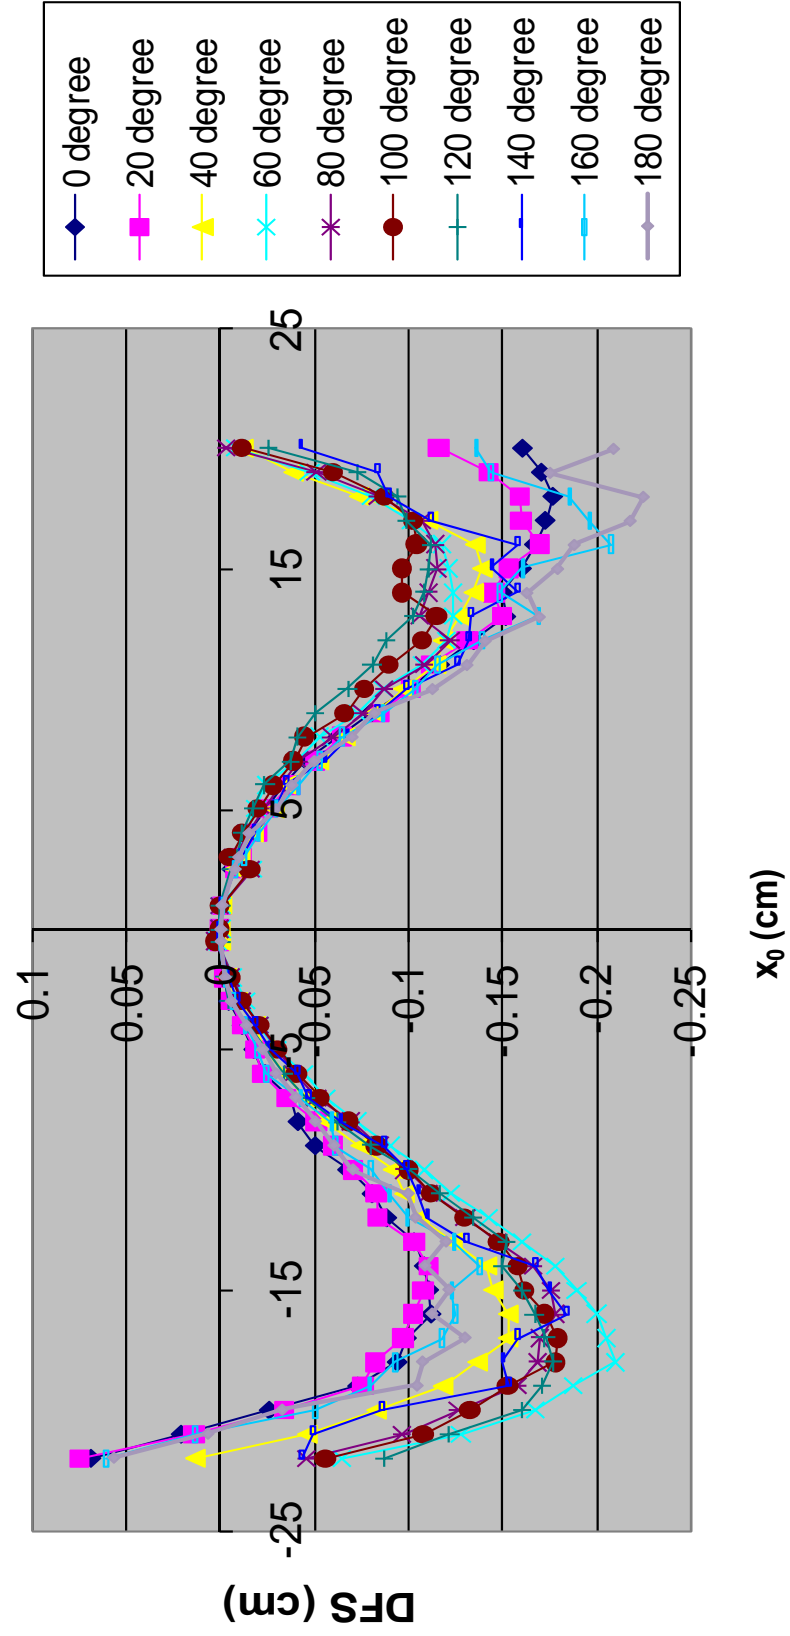 DFS (cm)
0.1
0.05
0
-0.05
-0.1
-0.15
-0.2
-0.25
-25
-15
-5
5
15
25
x0 (cm)
0 degree
20 degree
40 degree
60 degree
80 degree
100 degree
120 degree
140 degree
160 degree
180 degree